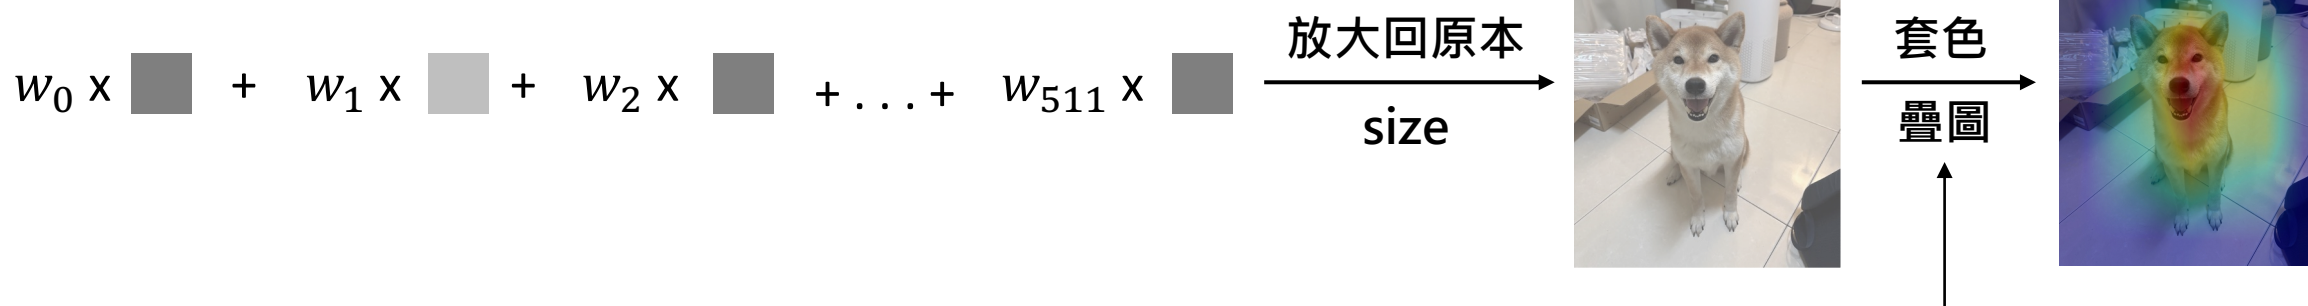 w₀ x + w₁ x + w₂ x + . . . + w₅₁₁ x
放大回原本
size
套色
疊圖